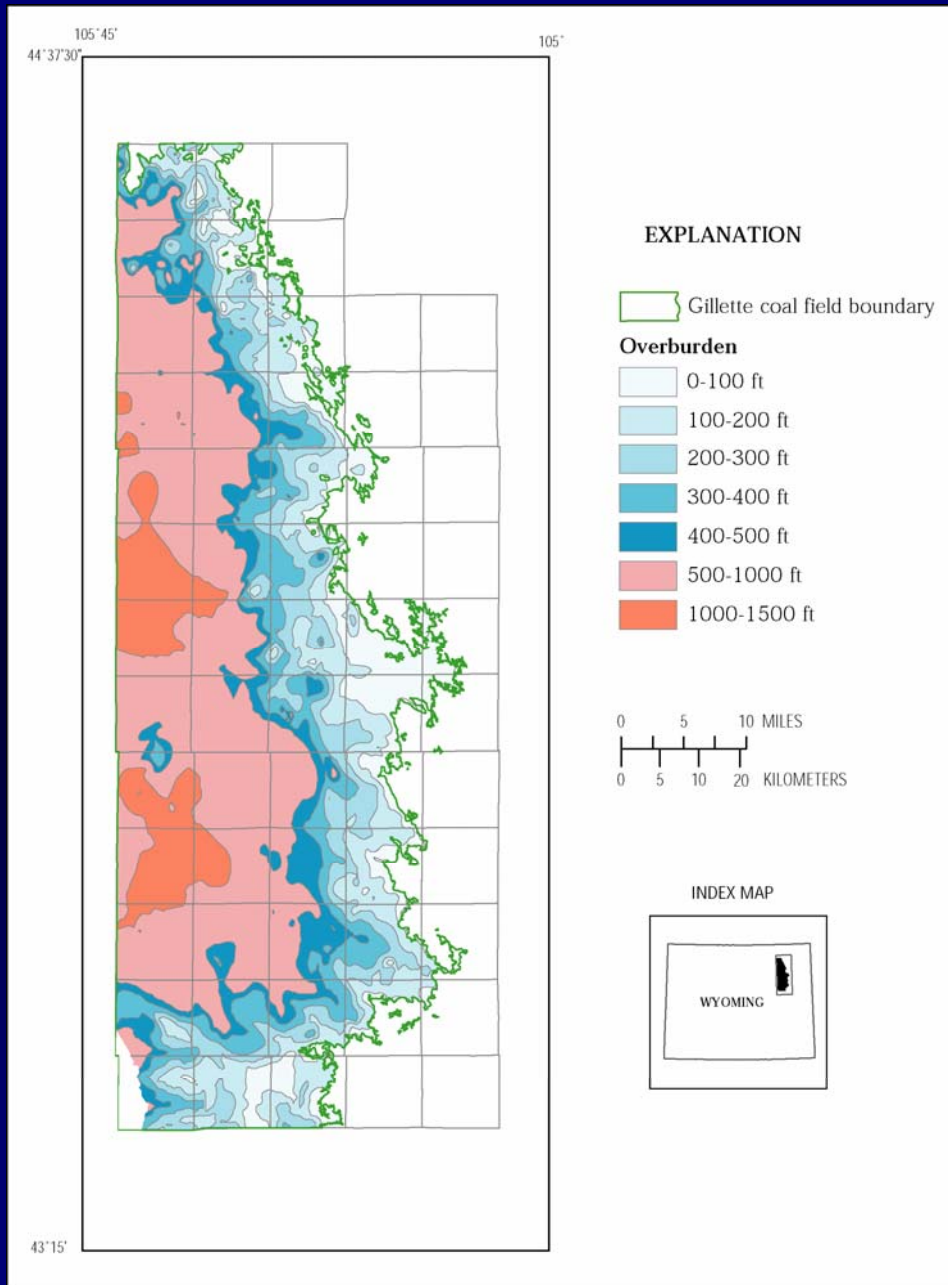 105°45'
105°
44°37'30"
EXPLANATION
Gillette coal field boundary
Overburden
0-100 ft
100-200 ft
200-300 ft
300-400 ft
400-500 ft
500-1000 ft
1000-1500 ft
0 5 10 MILES
0 5 10 20 KILOMETERS
INDEX MAP
WYOMING
43°15'